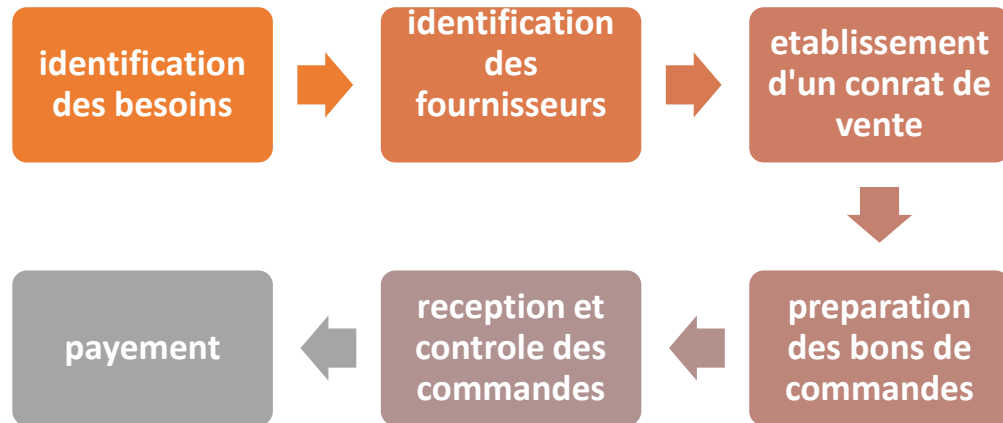 identification
des besoins
identification
des
fournisseurs
etablissement
d'un conrat de
vente
preparation
des bons de
commandes
reception et
controle des
commandes
payement